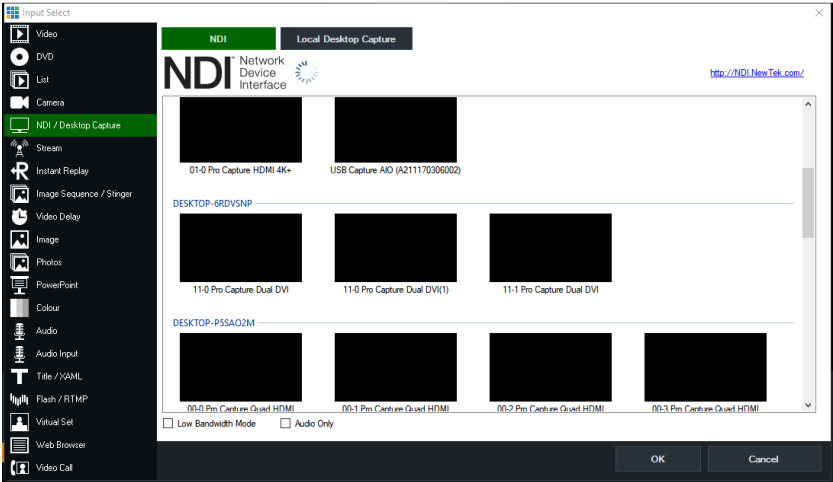 Input Select
Video
DVD
List
Camera
NDI / Desktop Capture
Stream
Instant Replay
Image Sequence / Stinger
Video Delay
Image
Photos
PowerPoint
Colour
Audio
Audio Input
Title / XAML
Flash / RTMP
Virtual Set
Web Browser
Video Call
NDI Local Desktop Capture
NDI™ Network Device Interface
http://NDI.NewTek.com/
01-0 Pro Capture HDMI 4K+ USB Capture AIO (A211170306002)
DESKTOP-6RDVSNP
11-0 Pro Capture Dual DVI 11-0 Pro Capture Dual DVI(1) 11-1 Pro Capture Dual DVI
DESKTOP-P5SAO2M
00-0 Pro Capture Quad HDMI 00-1 Pro Capture Quad HDMI 00-2 Pro Capture Quad HDMI 00-3 Pro Capture Quad HDMI
Low Bandwidth Mode Audio Only
OK Cancel